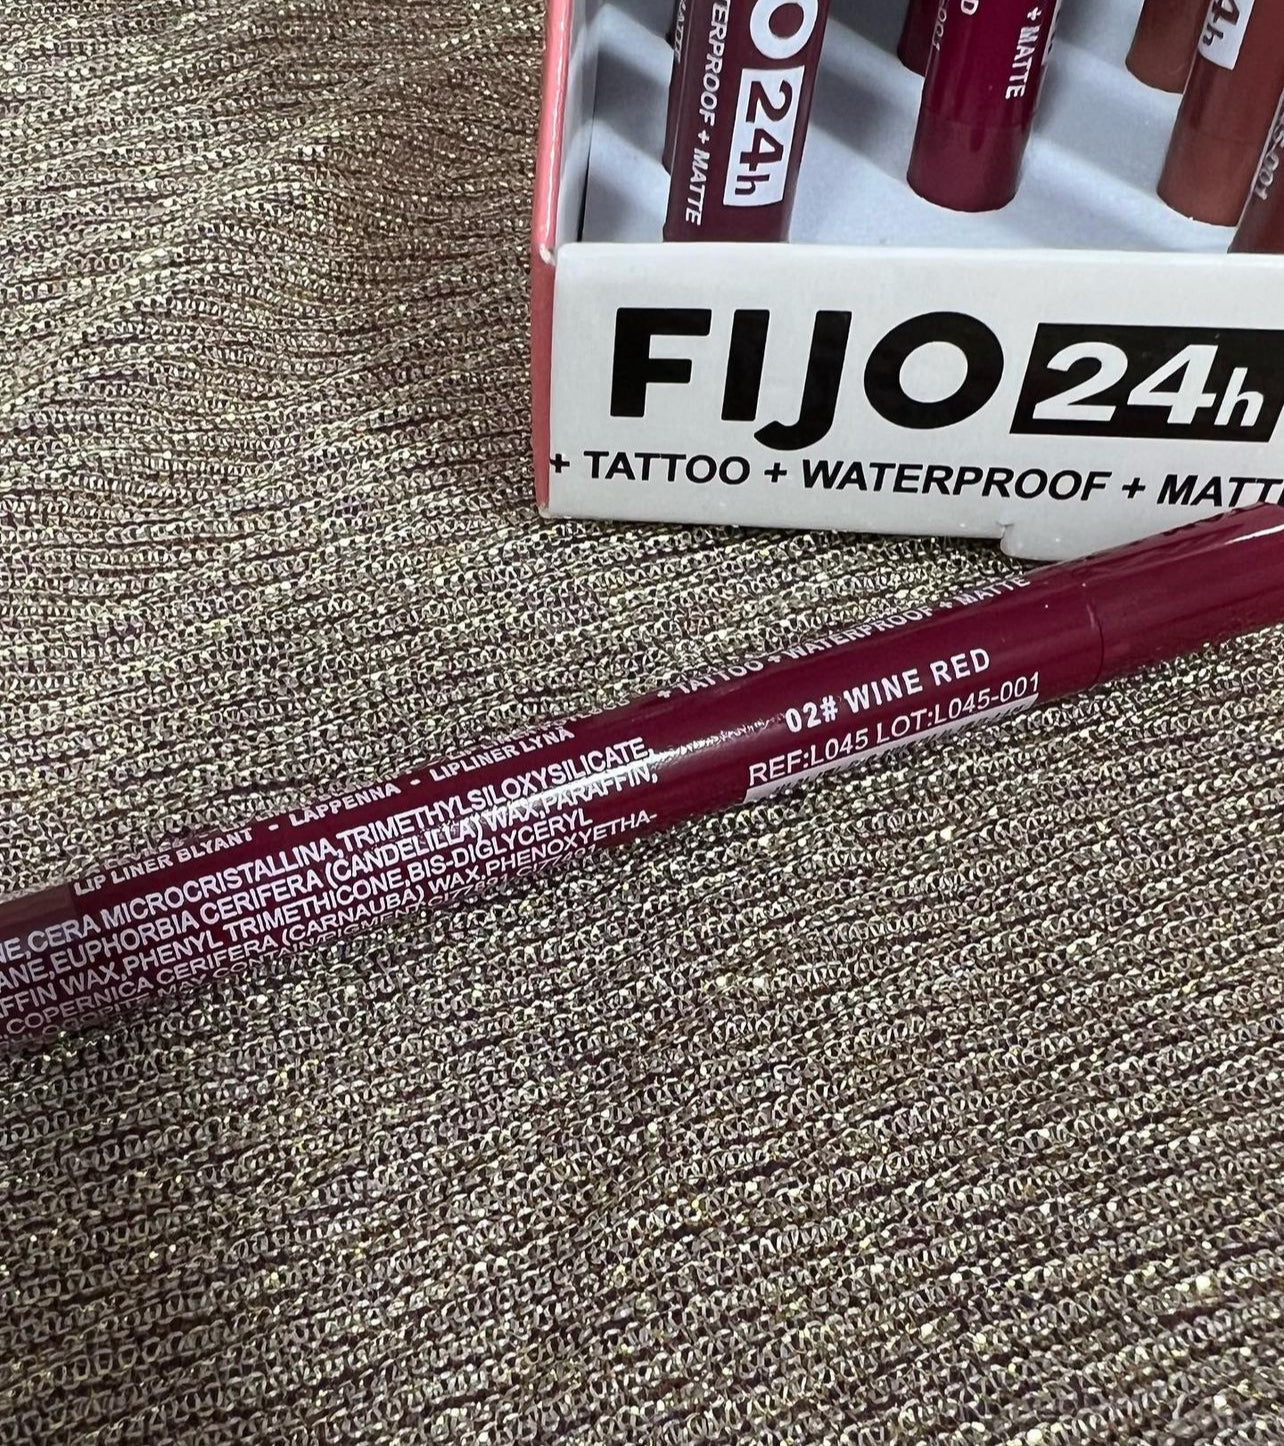 24h
ERPROOF + MATTE
+ MATTE
FIJO 24h
+ TATTOO + WATERPROOF + MATT
+ TATTOO + WATERPROOF + MATTE
02# WINE RED
REF:L045 LOT:L045-001
LIP LINER BLYANT • LÄPPENNA • LIPLINER LYNA
NE,CERA MICROCRISTALLINA,TRIMETHYLSILOXYSILICATE,
ANE,EUPHORBIA CERIFERA (CANDELILLA) WAX,PARAFFIN,
AFFIN WAX,PHENYL TRIMETHICONE,BIS-DIGLYCERYL
COPERNICA CERIFERA (CARNAUBA) WAX,PHENOXYETHA-